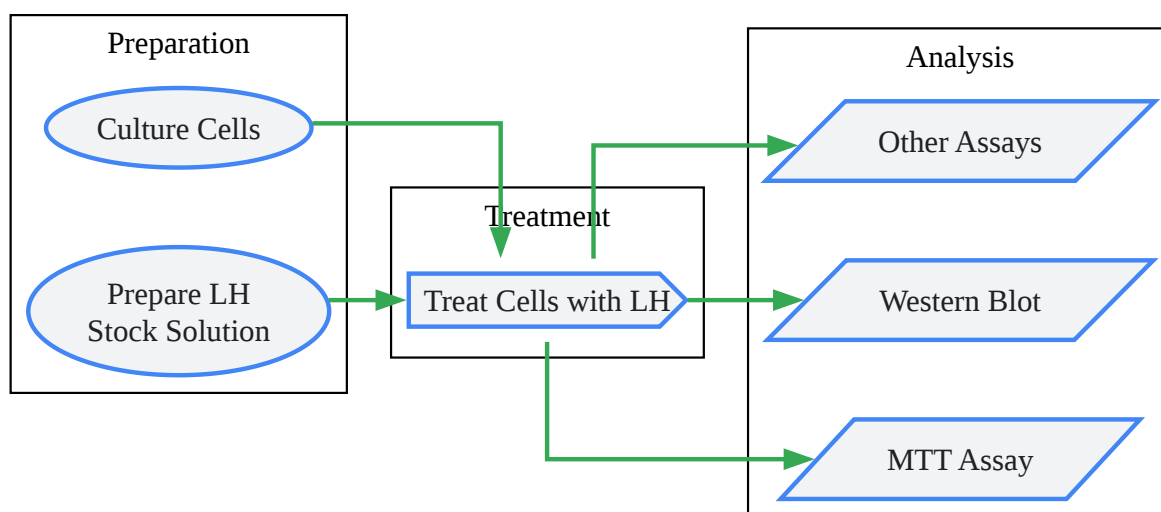 Preparation
Culture Cells
Prepare LH
Stock Solution
Treatment
Treat Cells with LH
Analysis
Other Assays
Western Blot
MTT Assay